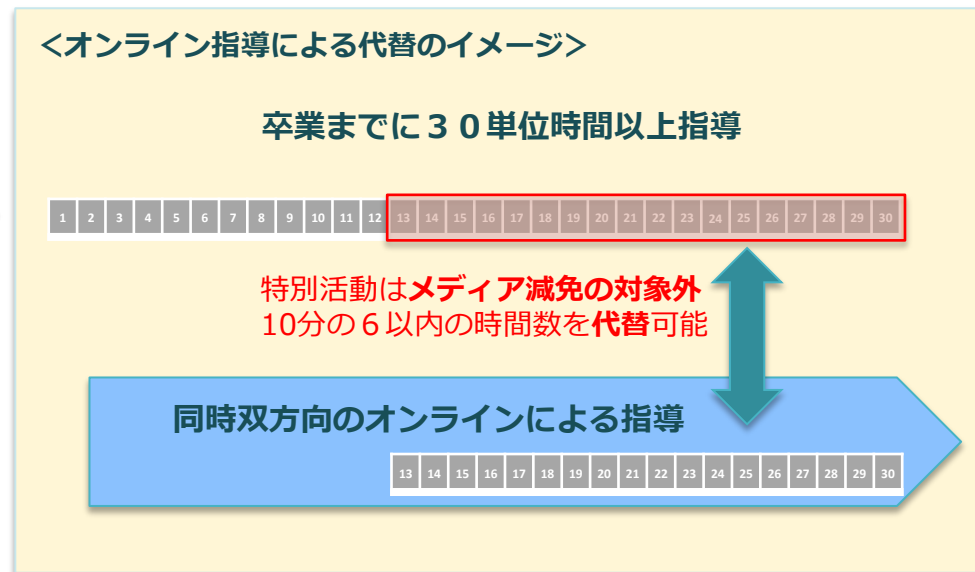 <オンライン指導による代替のイメージ>
卒業までに３０単位時間以上指導
1 2 3 4 5 6 7 8 9 10 11 12 13 14 15 16 17 18 19 20 21 22 23 24 25 26 27 28 29 30
特別活動はメディア減免の対象外
10分の６以内の時間数を代替可能
同時双方向のオンラインによる指導
13 14 15 16 17 18 19 20 21 22 23 24 25 26 27 28 29 30